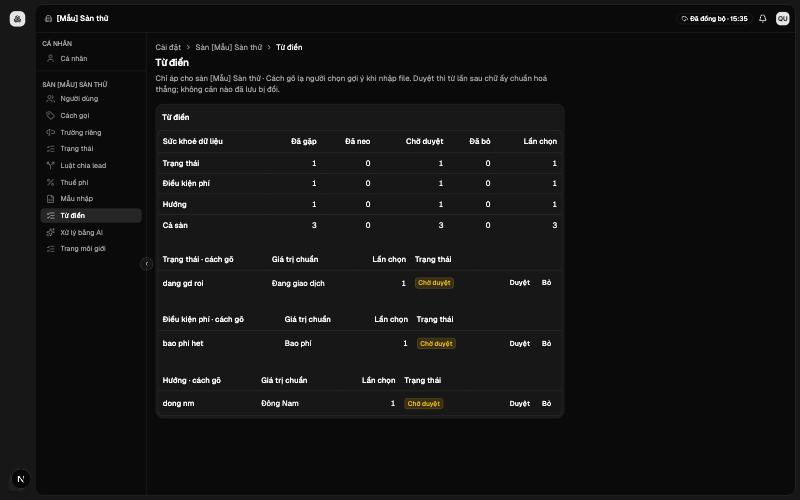 [Mẫu] Sàn thứ
Đã đồng bộ · 15:35
QU
CÁ NHÂN
Cá nhân
SÀN [MẪU] SÀN THỨ
Người dùng
Cách gọi
Trường riêng
Trạng thái
Luật chia lead
Thuế phí
Mẫu nhập
Từ điển
Xử lý bằng AI
Trang môi giới
Cài đặt > Sàn [Mẫu] Sàn thứ > Từ điển
Từ điển
Chỉ áp cho sàn [Mẫu] Sàn thứ · Cách gõ lạ người chọn gợi ý khi nhập file. Duyệt thì từ lần sau chữ ấy chuẩn hoá
thẳng; không căn nào đã lưu bị đổi.
Từ điển
Sức khoẻ dữ liệu Đã gặp Đã neo Chờ duyệt Đã bỏ Lần chọn
Trạng thái 1 0 1 0 1
Điều kiện phí 1 0 1 0 1
Hướng 1 0 1 0 1
Cả sàn 3 0 3 0 3
Trạng thái · cách gõ Giá trị chuẩn Lần chọn Trạng thái
dang gd roi Đang giao dịch 1 Chờ duyệt Duyệt Bỏ
Điều kiện phí · cách gõ Giá trị chuẩn Lần chọn Trạng thái
bao phi het Bao phí 1 Chờ duyệt Duyệt Bỏ
Hướng · cách gõ Giá trị chuẩn Lần chọn Trạng thái
dong nm Đông Nam 1 Chờ duyệt Duyệt Bỏ
N